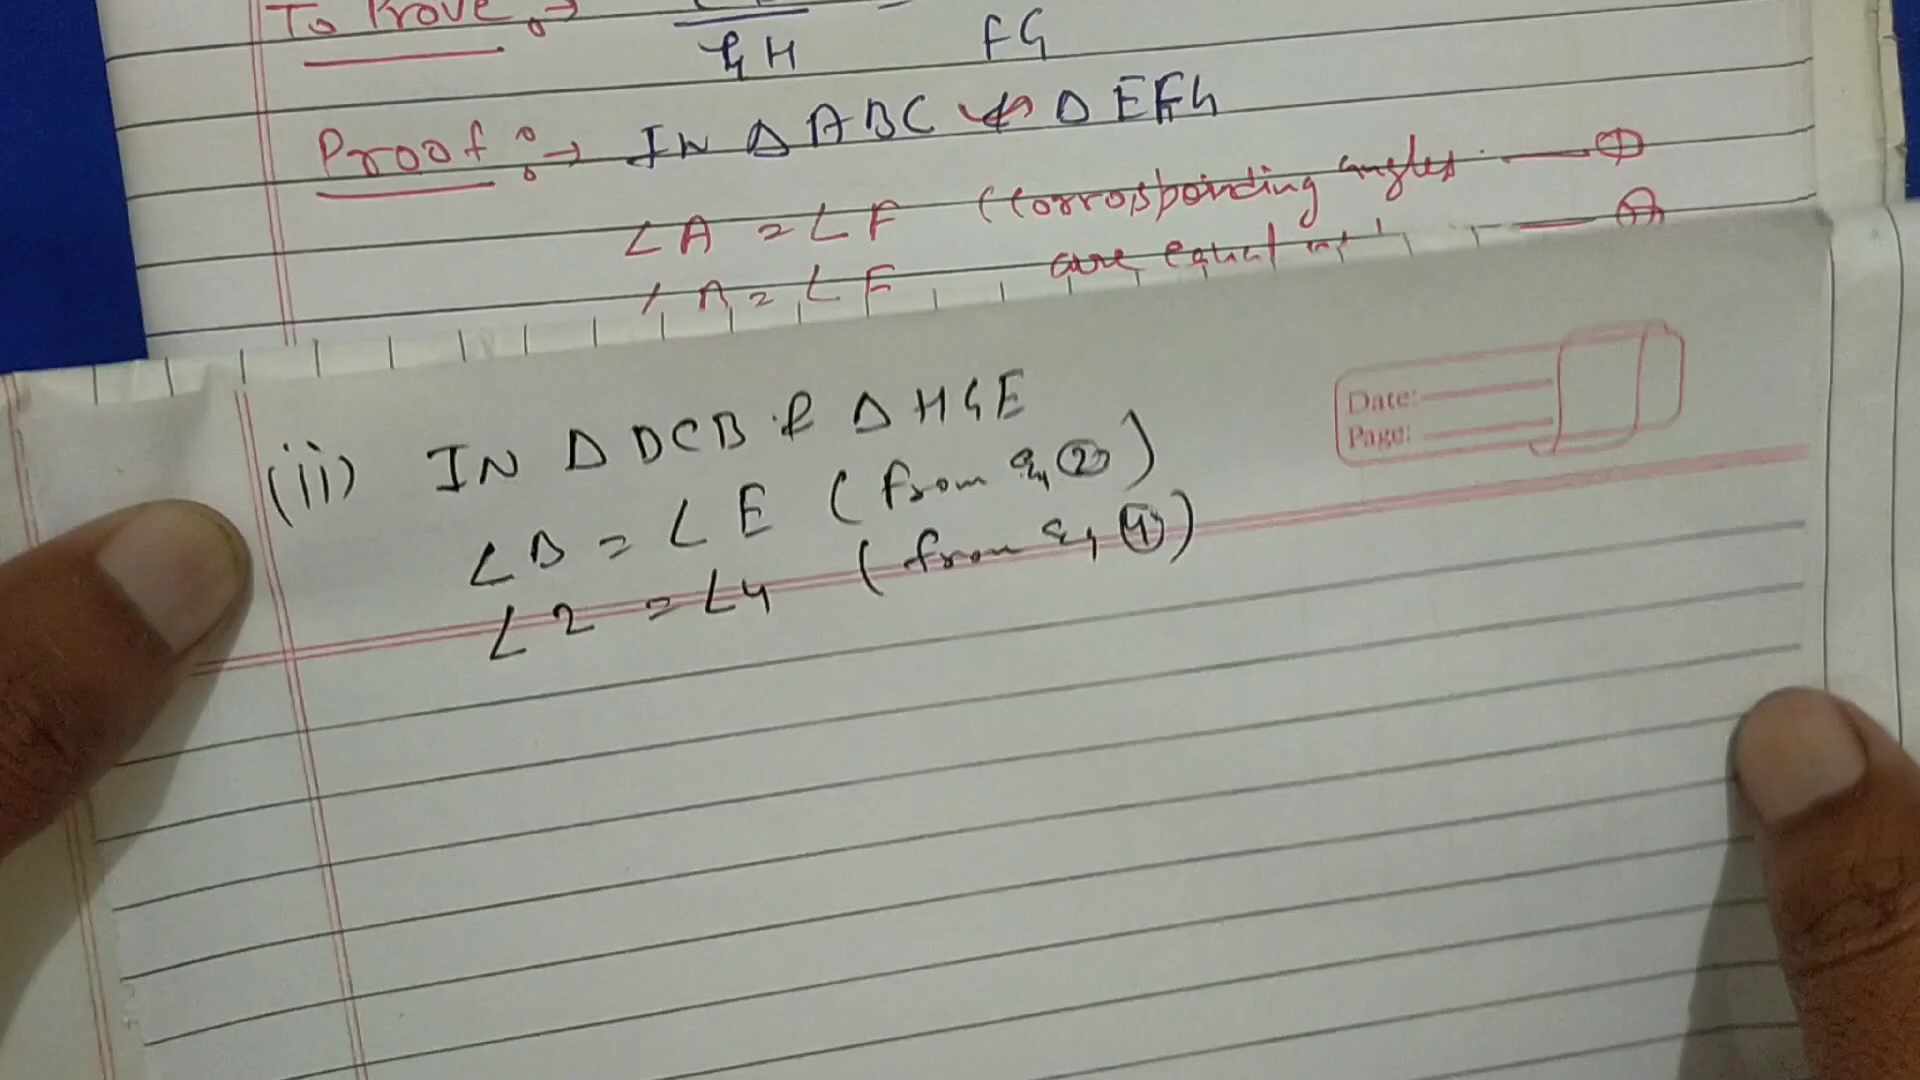 To Prove :→
GH FG
Proof :→ IN Δ ABC & Δ EFG
∠A = ∠F (Corrosponding angles — ①
∠B = ∠E are equal — ②
(ii) IN Δ DCB & Δ HGE
∠B = ∠E (from eq ②)
∠2 = ∠4 (from eq ④)
Date:
Page: